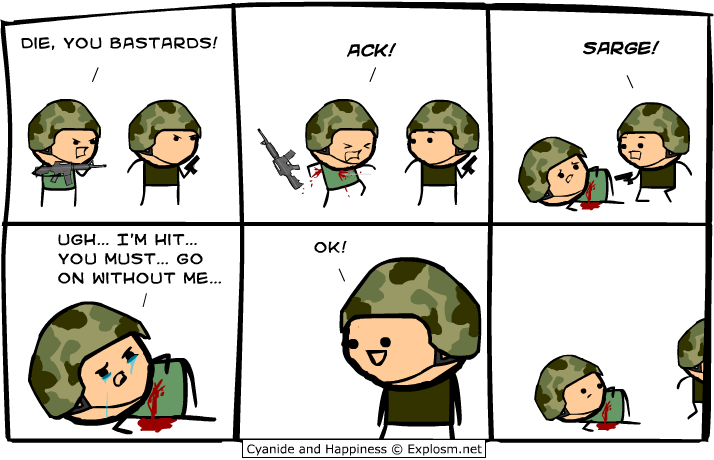 DIE, YOU BASTARDS!
ACK!
SARGE!
UGH... I'M HIT...
YOU MUST... GO
ON WITHOUT ME...
OK!
Cyanide and Happiness © Explosm.net